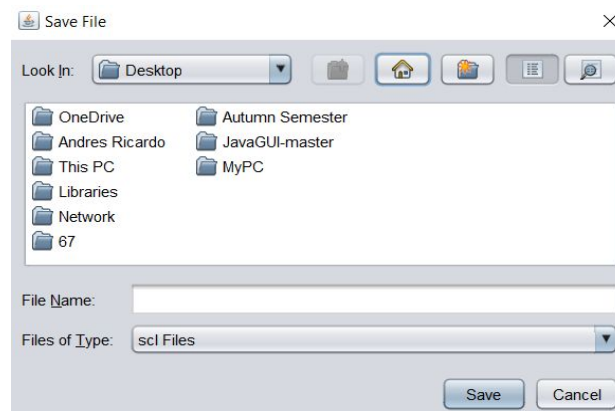 Save File
Look In: Desktop
OneDrive Autumn Semester
Andres Ricardo JavaGUI-master
This PC MyPC
Libraries
Network
67
File Name:
Files of Type: scl Files
Save Cancel